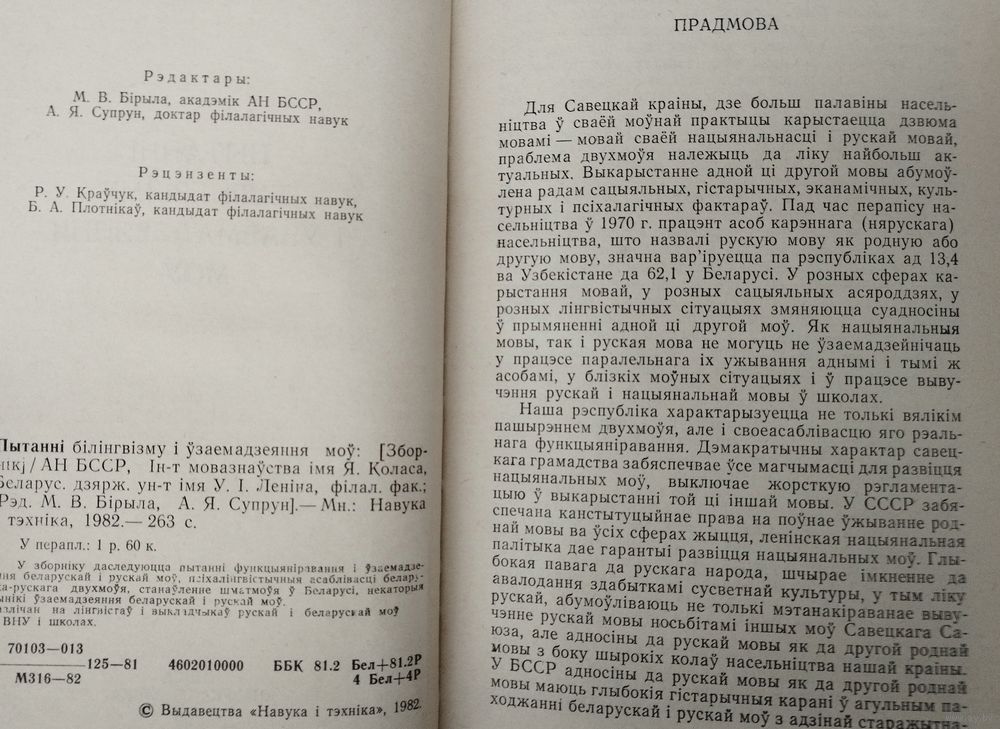 Рэдактары:
М. В. Бірыла, акадэмік АН БССР,
А. Я. Супрун, доктар філалагічных навук
Рэцэнзенты:
Р. У. Краўчук, кандыдат філалагічных навук,
Б. А. Плотнікаў, кандыдат філалагічных навук
Пытанні білінгвізму і ўзаемадзеяння моў: [Збор-
нік]/АН БССР, Ін-т мовазнаўства імя Я. Коласа,
Беларус. дзярж. ун-т імя У. І. Леніна, філал. фак.;
Рэд. М. В. Бірыла, А. Я. Супрун].— Мн.: Навука
тэхніка, 1982.— 263 с.
У перапл.: 1 р. 60 к.
У зборніку даследуюцца пытанні функцыяніравання і ўзаемадзе-
ння беларускай і рускай моў, псіхалінгвістычныя асаблівасці белару-
ка-рускага двухмоўя, станаўленне шматмоўя ў Беларусі, некаторыя
ынікі ўзаемадзеяння беларускай і рускай моў.
азлічан на лінгвістаў і выкладчыкаў рускай і беларускай моў
ВНУ і школах.
70103—013
125—81 4602010000 ББК 81.2 Бел+81.2Р
М316—82 4 Бел+4Р
© Выдавецтва «Навука і тэхніка», 1982.
ПРАДМОВА
Для Савецкай краіны, дзе больш палавіны насель-
ніцтва ў сваёй моўнай практыцы карыстаецца дзвюма
мовамі — мовай сваёй нацыянальнасці і рускай мовай,
праблема двухмоўя належыць да ліку найбольш ак-
туальных. Выкарыстанне адной ці другой мовы абумоў-
лена радам сацыяльных, гістарычных, эканамічных, куль-
турных і псіхалагічных фактараў. Пад час перапісу на-
сельніцтва ў 1970 г. працэнт асоб карэннага (нярускага)
насельніцтва, што назвалі рускую мову як родную або
другую мову, значна вар’іруецца па рэспубліках ад 13,4
ва Узбекістане да 62,1 у Беларусі. У розных сферах ка-
рыстання мовай, у розных сацыяльных асяроддзях, у
розных лінгвістычных сітуацыях змяняюцца суадносіны
ў прымяненні адной ці другой моў. Як нацыянальныя
мовы, так і руская мова не могуць не ўзаемадзейнічаць
у працэсе паралельнага іх ужывання аднымі і тымі ж
асобамі, у блізкіх моўных сітуацыях і ў працэсе выву-
чэння рускай і нацыянальнай мовы ў школах.
Наша рэспубліка характарызуецца не толькі вялікім
пашырэннем двухмоўя, але і своеасаблівасцю яго рэаль-
нага функцыяніравання. Дэмакратычны характар савец-
кага грамадства забяспечвае ўсе магчымасці для развіцця
нацыянальных моў, выключае жорсткую рэгламента-
цыю ў выкарыстанні той ці іншай мовы. У СССР забя-
спечана канстытуцыйнае права на поўнае ўжыванне род-
най мовы ва ўсіх сферах жыцця, ленінская нацыянальная
палітыка дае гарантыі развіцця нацыянальных моў. Глы-
бокая павага да рускага народа, шчырае імкненне да
авалодання здабыткамі сусветнай культуры, у тым ліку
рускай, абумоўліваюць не толькі мэтанакіраванае выву-
чэнне рускай мовы носьбітамі іншых моў Савецкага Са-
юза, але адносіны да рускай мовы як да другой роднай
мовы з боку шырокіх колаў насельніцтва нашай краіны.
У БССР адносіны да рускай мовы як да другой роднай
мовы маюць глыбокія гістарычныя карані ў агульным па-
ходжанні беларускай і рускай моў з адзінай старажытна-